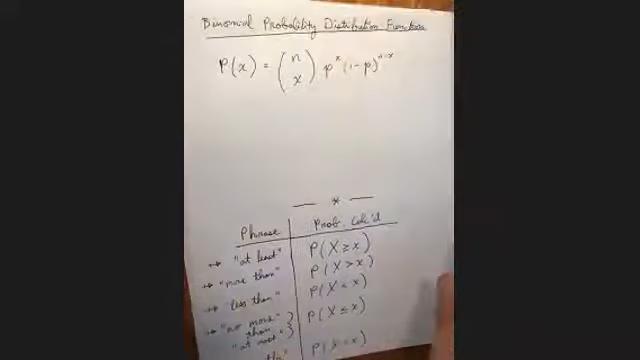 Binomial Probability Distribution Function
P(x) = (n x) p^x (1-p)^n-x
— * —
Phrase Prob. Calc'd
→ "at least" P(X ≥ x)
→ "more than" P(X > x)
→ "less than" P(X < x)
→ "no more than" P(X ≤ x)
"at most"
P(X = x)